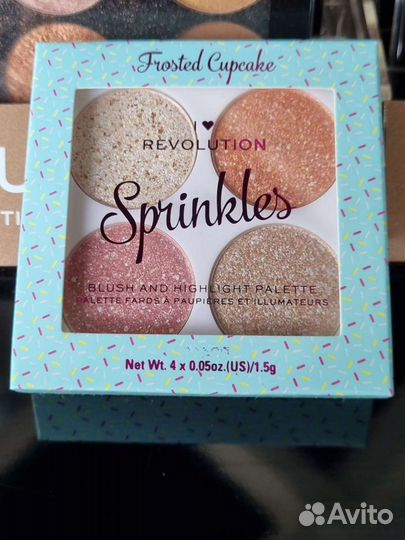 Frosted Cupcake
I ♥
REVOLUTION
Sprinkles
BLUSH AND HIGHLIGHT PALETTE
PALETTE FARDS À PAUPIÈRES ET ILLUMATEURS
Net Wt. 4 x 0.05oz.(US)/1.5g
Avito